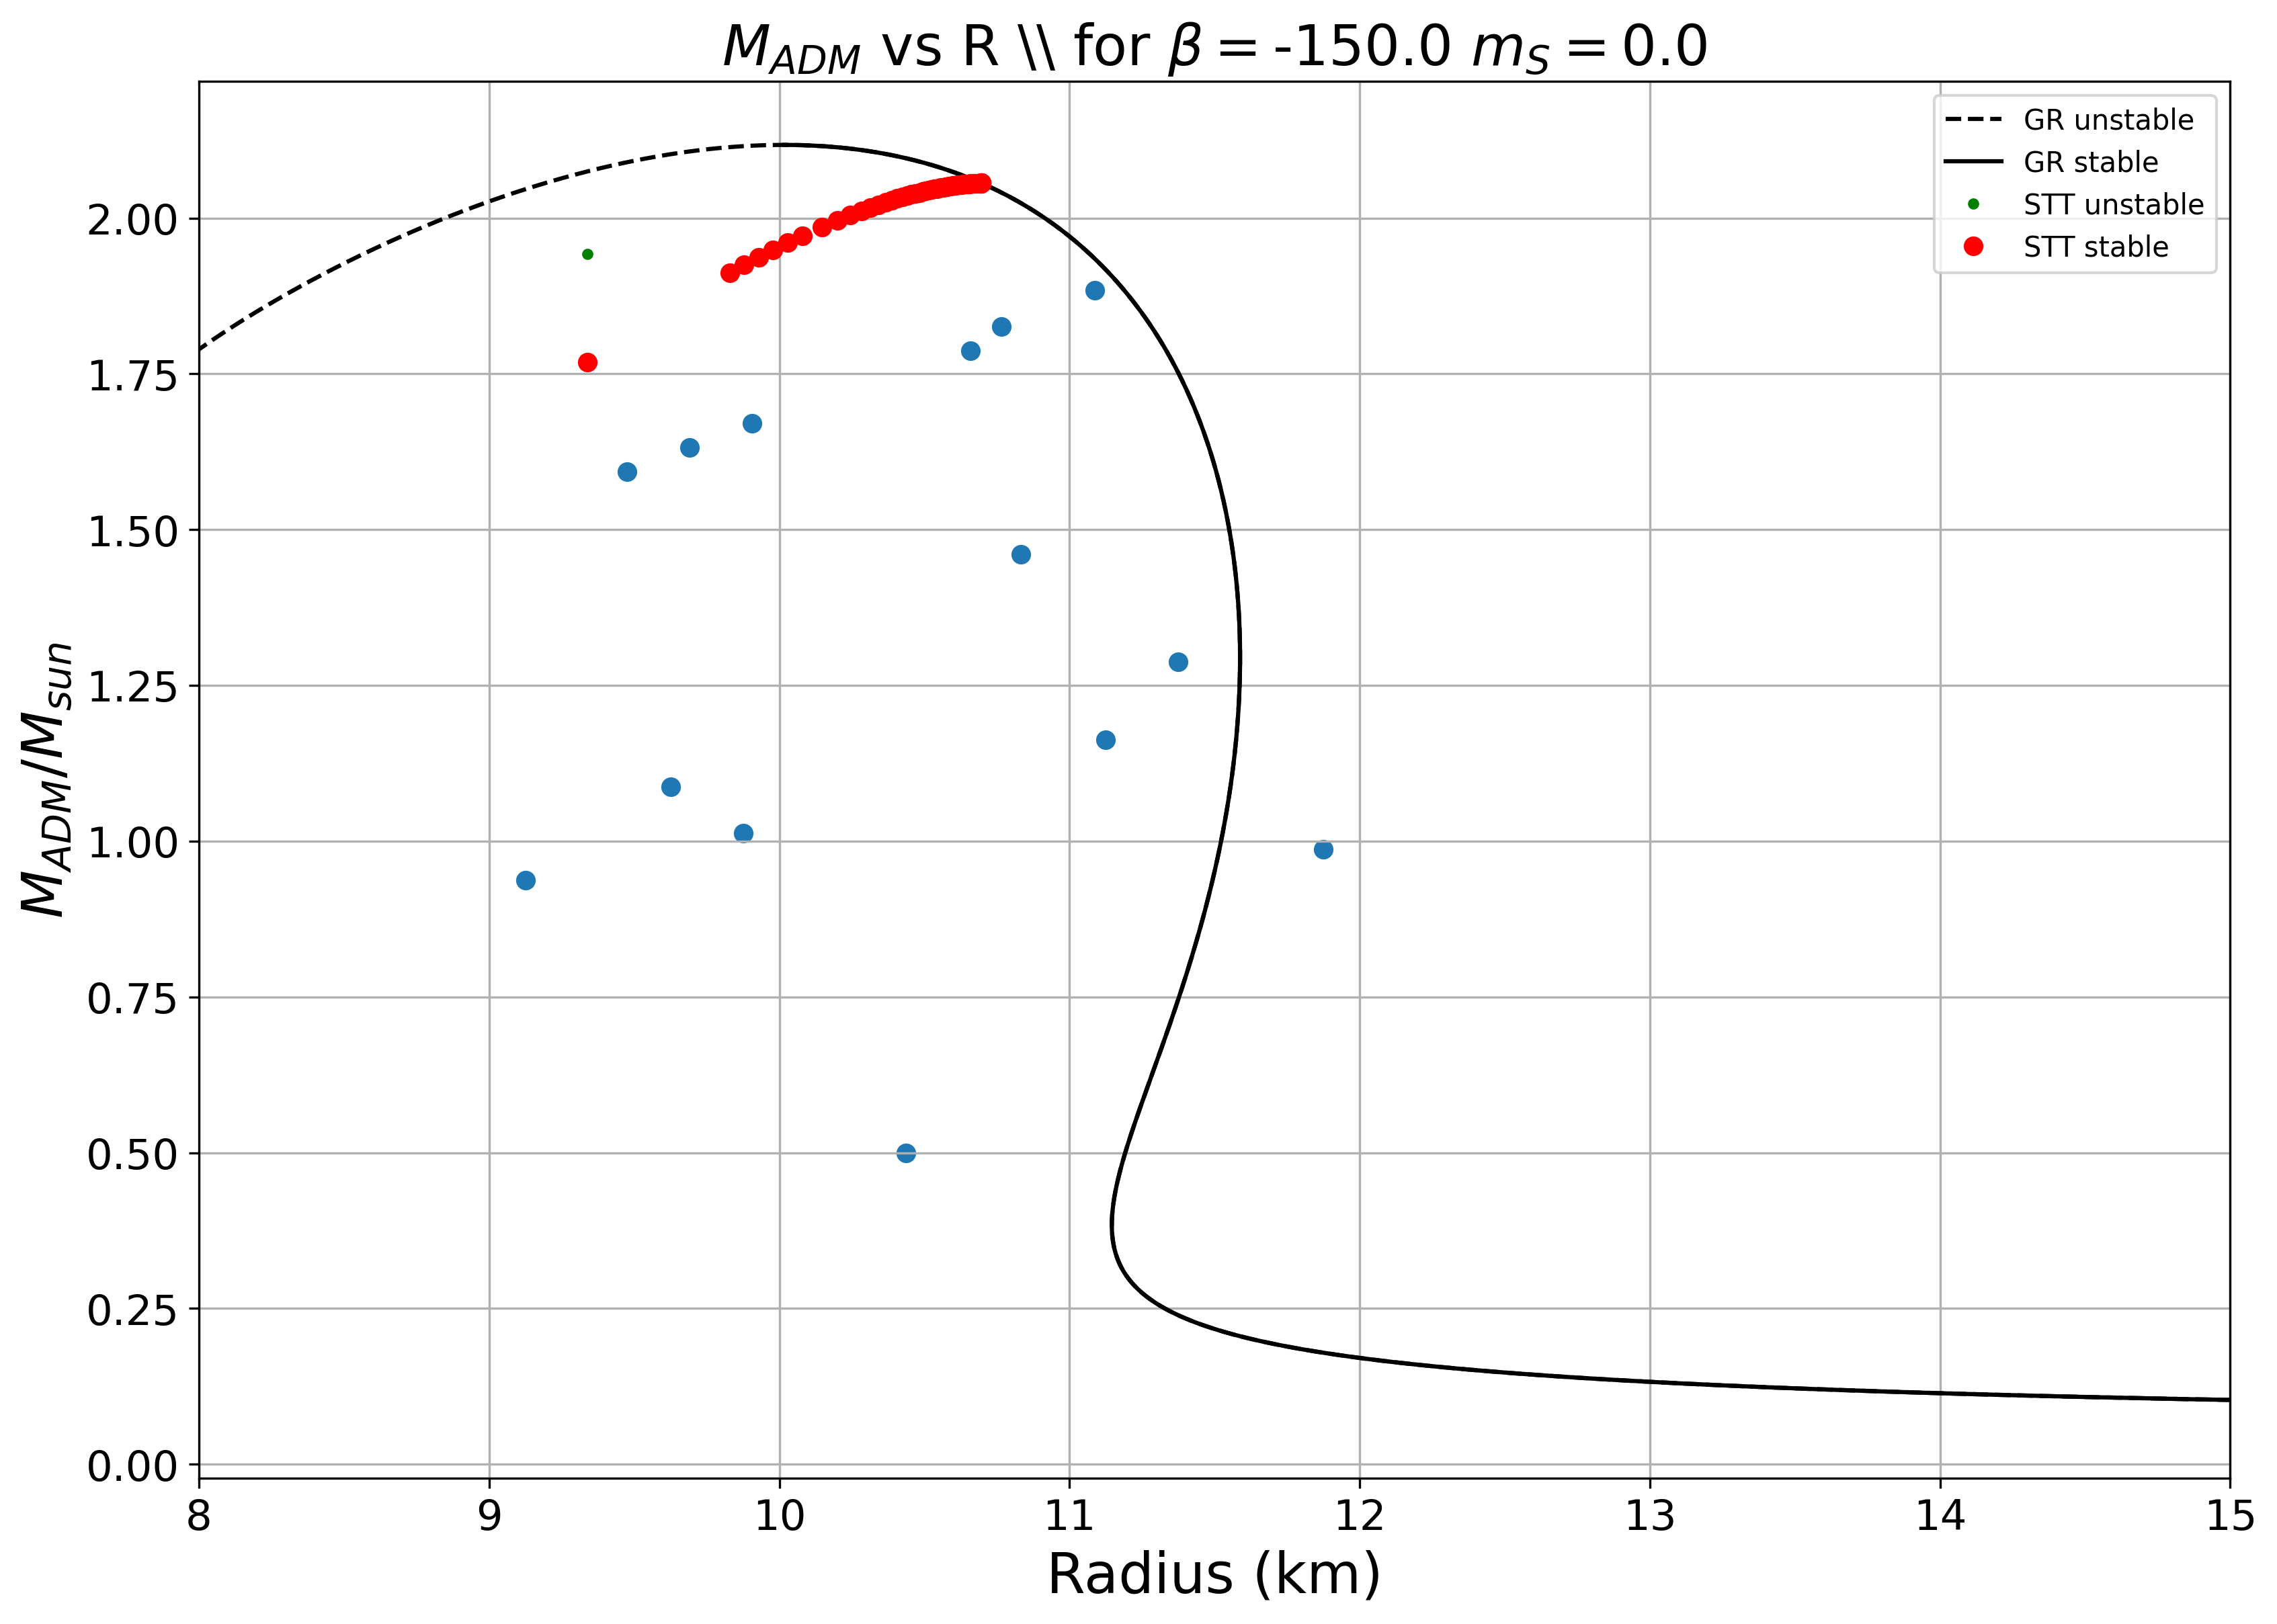 M_ADM vs R \\ for β = -150.0 m_S = 0.0
GR unstable
GR stable
STT unstable
STT stable
M_ADM/M_sun
2.00
1.75
1.50
1.25
1.00
0.75
0.50
0.25
0.00
8 9 10 11 12 13 14 15
Radius (km)